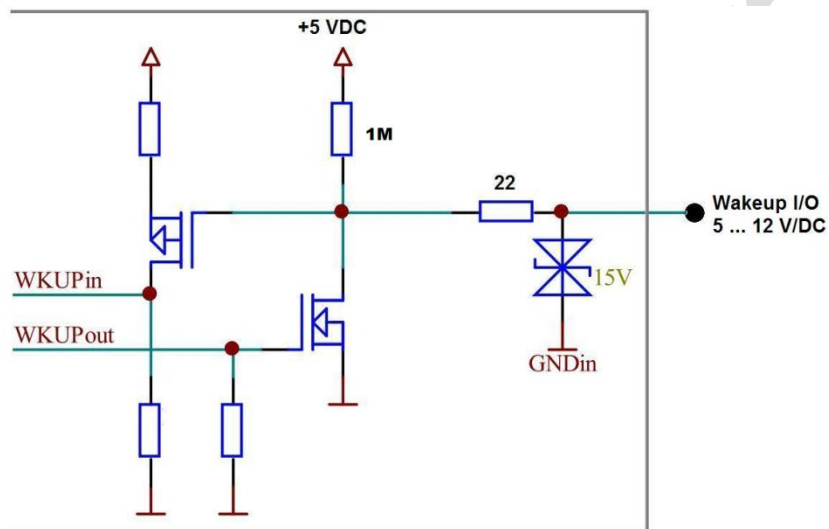 +5 VDC
1M
22
Wakeup I/O
5 ... 12 V/DC
15V
WKUPin
WKUPout
GNDin